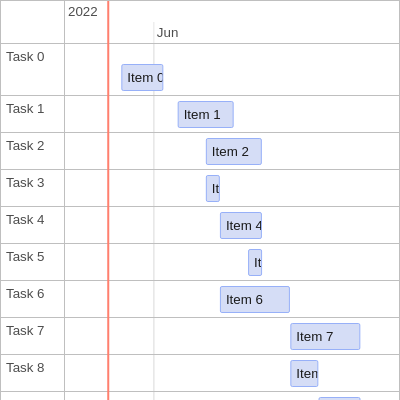 2022
Jun
Task 0
Item 0
Task 1
Item 1
Task 2
Item 2
Task 3
It
Task 4
Item 4
Task 5
It
Task 6
Item 6
Task 7
Item 7
Task 8
Item